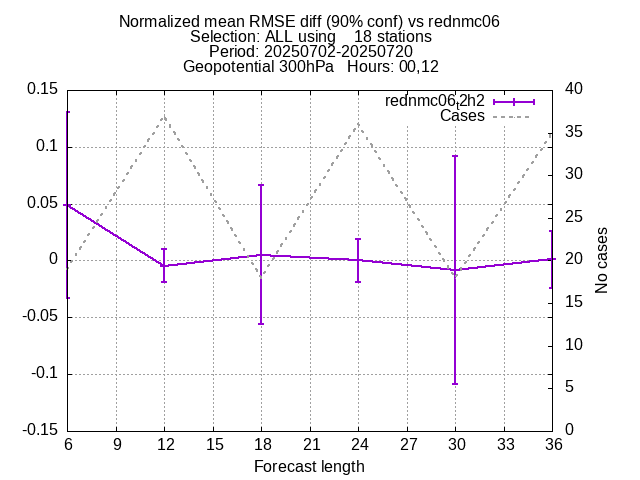 Normalized mean RMSE diff (90% conf) vs rednmc06
Selection: ALL using    18 stations
Period: 20250702-20250720
Geopotential 300hPa   Hours: 00,12
rednmc06t2h2
Cases
0.15
0.1
0.05
0
-0.05
-0.1
-0.15
40
35
30
25
20
15
10
5
0
No cases
6 9 12 15 18 21 24 27 30 33 36
Forecast length